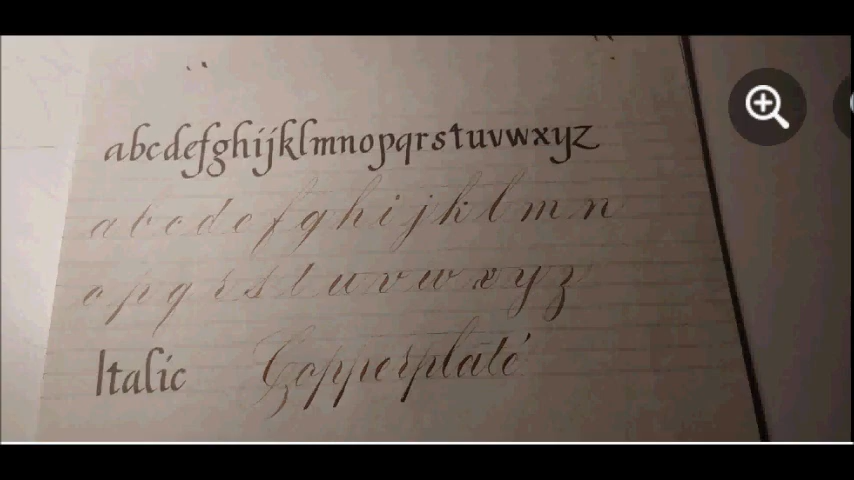 abcdefghijklmnopqrstuvwxyz
a b c d e f g h i j k l m n
o p q r s t u v w x y z
Italic Copperplate